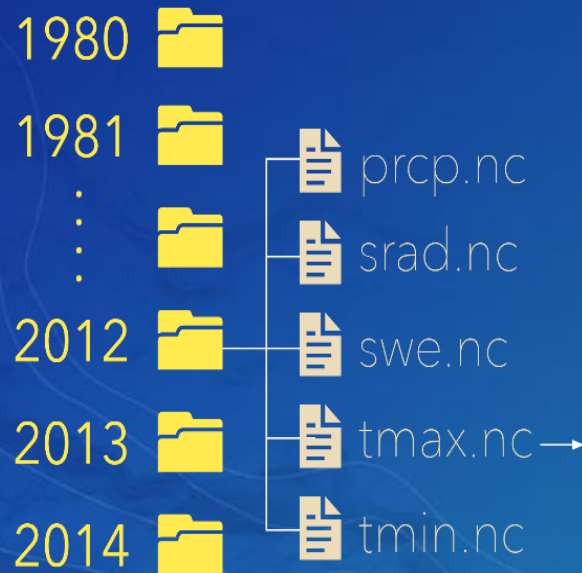 1980
1981
prcp.nc
srad.nc
2012
swe.nc
2013
tmax.nc
2014
tmin.nc